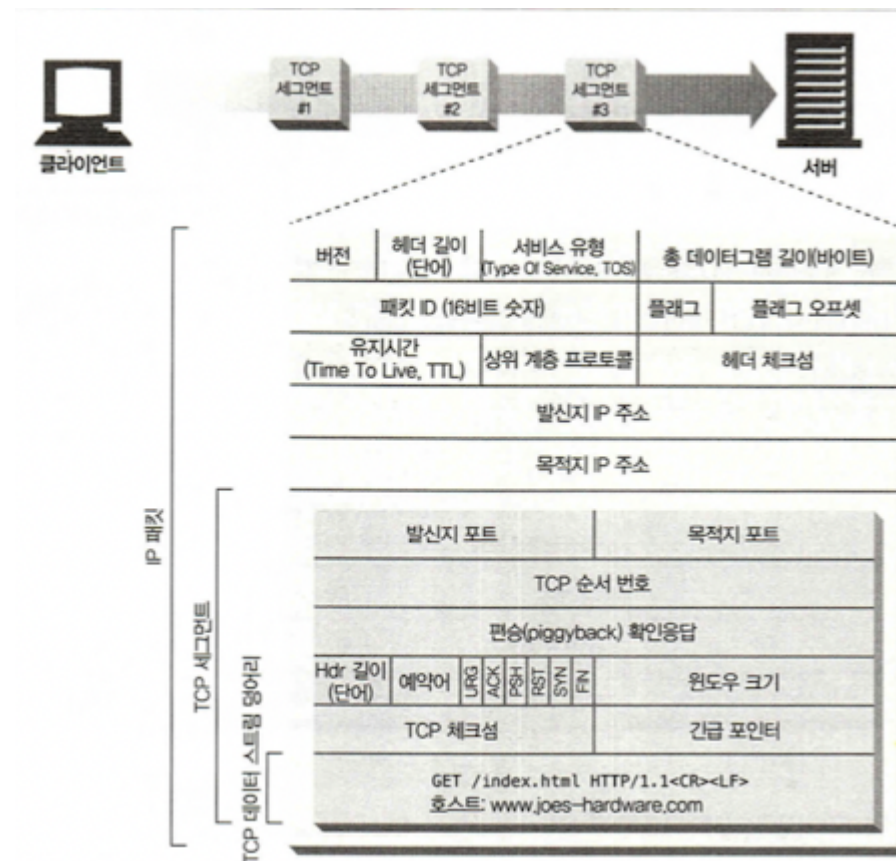 TCP
세그먼트
#1
TCP
세그먼트
#2
TCP
세그먼트
#3
클라이언트
서버
버전
헤더 길이
(단어)
서비스 유형
(Type Of Service, TOS)
총 데이터그램 길이(바이트)
패킷 ID (16비트 숫자)
플래그
플래그 오프셋
유지시간
(Time To Live, TTL)
상위 계층 프로토콜
헤더 체크섬
발신지 IP 주소
목적지 IP 주소
IP 패킷
TCP 세그먼트
TCP 데이터 스트림 덩어리
발신지 포트
목적지 포트
TCP 순서 번호
편승(piggyback) 확인응답
Hdr 길이
(단어)
예약어
URG
ACK
PSH
RST
SYN
FIN
윈도우 크기
TCP 체크섬
긴급 포인터
GET /index.html HTTP/1.1<CR><LF>
호스트: www.joes-hardware.com